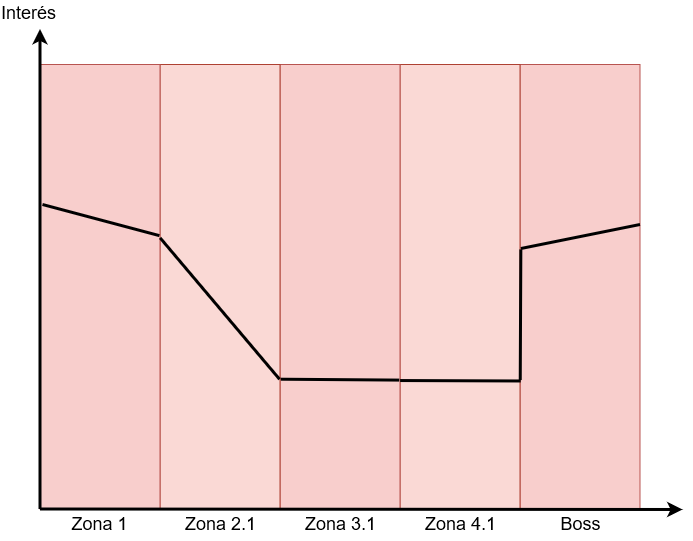 Interés
Zona 1
Zona 2.1
Zona 3.1
Zona 4.1
Boss